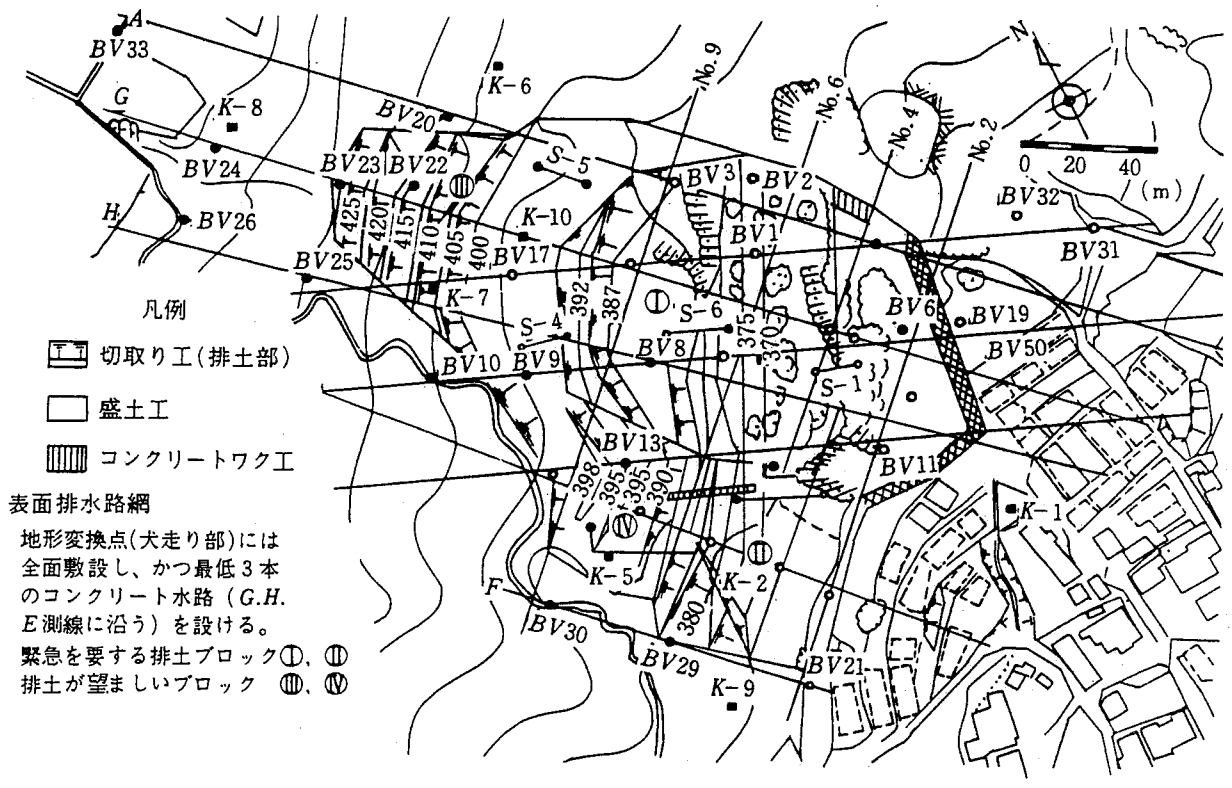 A
BV33
G
K-8
BV24
H
BV26
BV25
K-6
BV20
BV23
BV22
Ⅲ
S-5
425
420
415
410
405
400
K-10
BV17
K-7
No.9
No.6
No.4
No.2
N
0 20 40
(m)
BV3
BV2
BV1
BV32
BV31
392
387
Ⅰ
S-6
375
370
BV6
BV19
BV50
S-4
BV10
BV9
BV8
S-1
BV13
398
395
395
390
Ⅳ
BV11
K-1
K-5
K-2
Ⅱ
F
BV30
380
BV29
BV21
K-9
凡例
切取り工(排土部)
盛土工
コンクリートワク工
表面排水路網
地形変換点(犬走り部)には
全面敷設し、かつ最低3本
のコンクリート水路(G.H.
E測線に沿う)を設ける。
緊急を要する排土ブロックⅠ、Ⅱ
排土が望ましいブロック Ⅲ、Ⅳ